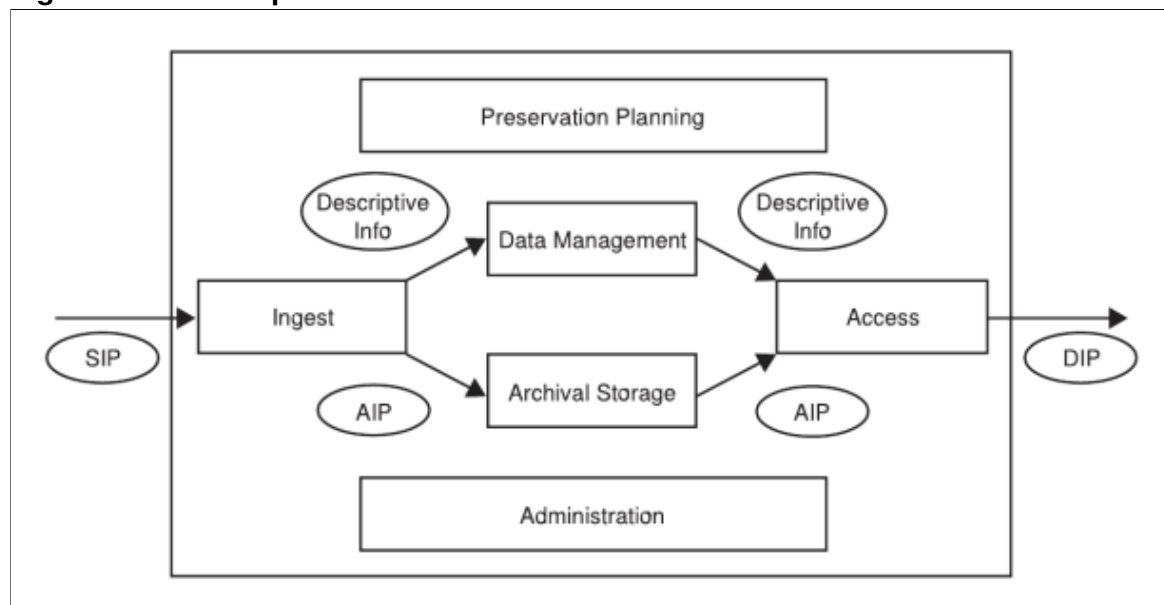 Preservation Planning
Descriptive
Info
Descriptive
Info
Data Management
Ingest
Access
SIP
DIP
Archival Storage
AIP
AIP
Administration